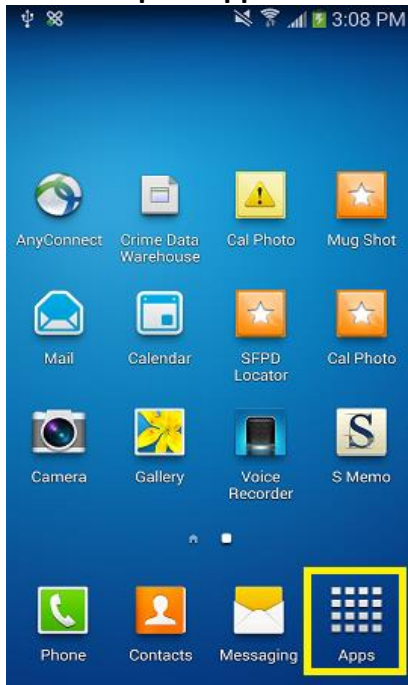 3:08 PM
AnyConnect Crime Data Warehouse Cal Photo Mug Shot
Mail Calendar SFPD Locator Cal Photo
Camera Gallery Voice Recorder S Memo
S
Phone Contacts Messaging Apps